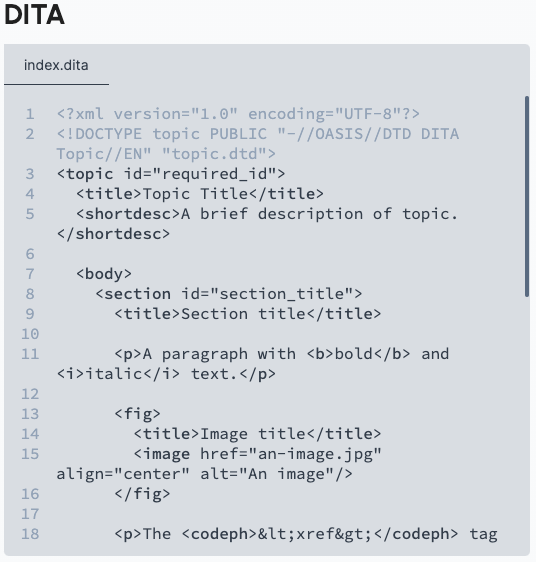 DITA
index.dita
1 <?xml version="1.0" encoding="UTF-8"?>
2 <!DOCTYPE topic PUBLIC "-//OASIS//DTD DITA
Topic//EN" "topic.dtd">
3 <topic id="required_id">
4 <title>Topic Title</title>
5 <shortdesc>A brief description of topic.
</shortdesc>
6
7 <body>
8 <section id="section_title">
9 <title>Section title</title>
10
11 <p>A paragraph with <b>bold</b> and
<i>italic</i> text.</p>
12
13 <fig>
14 <title>Image title</title>
15 <image href="an-image.jpg"
align="center" alt="An image"/>
16 </fig>
17
18 <p>The <codeph>&lt;xref&gt;</codeph> tag